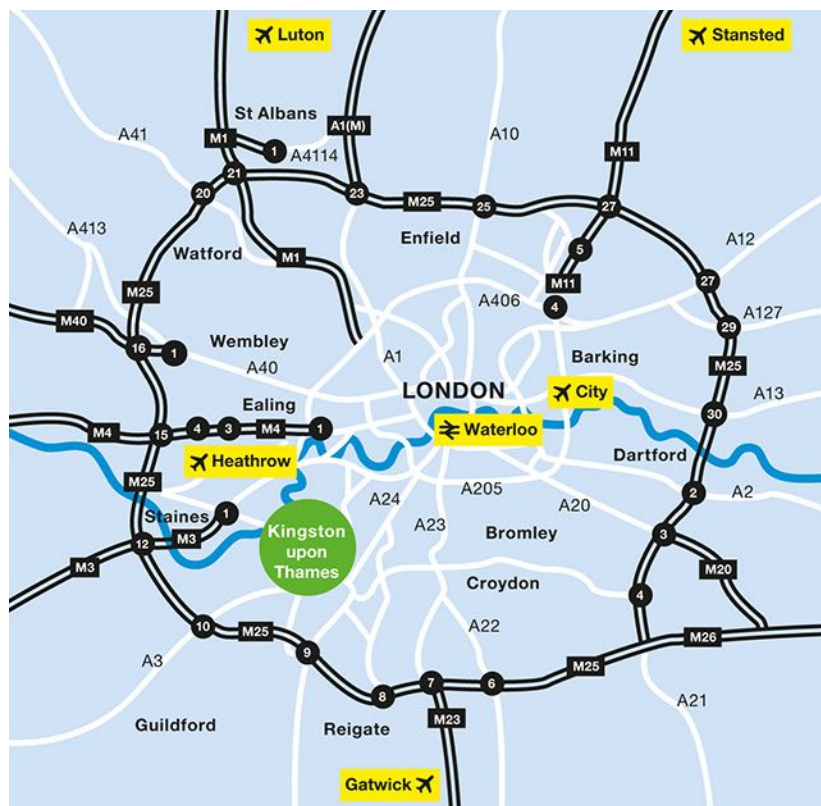 Luton
Stansted
St Albans
M1
1
A1(M)
A41
A4114
A10
M11
21
20
23
M25
25
27
A413
Watford
Enfield
5
A12
M1
M11
27
M25
4
A406
M40
16
1
Wembley
A1
29
A127
Barking
M25
A40
LONDON
City
A13
Ealing
30
M4
15
4
3
M4
1
Waterloo
Heathrow
Dartford
M25
A24
A205
A20
2
A2
Staines
1
A23
Kingston
upon
Thames
Bromley
3
12
M3
M3
M20
Croydon
4
10
M25
A22
M26
A3
9
M25
8
7
6
A21
Guildford
Reigate
M23
Gatwick